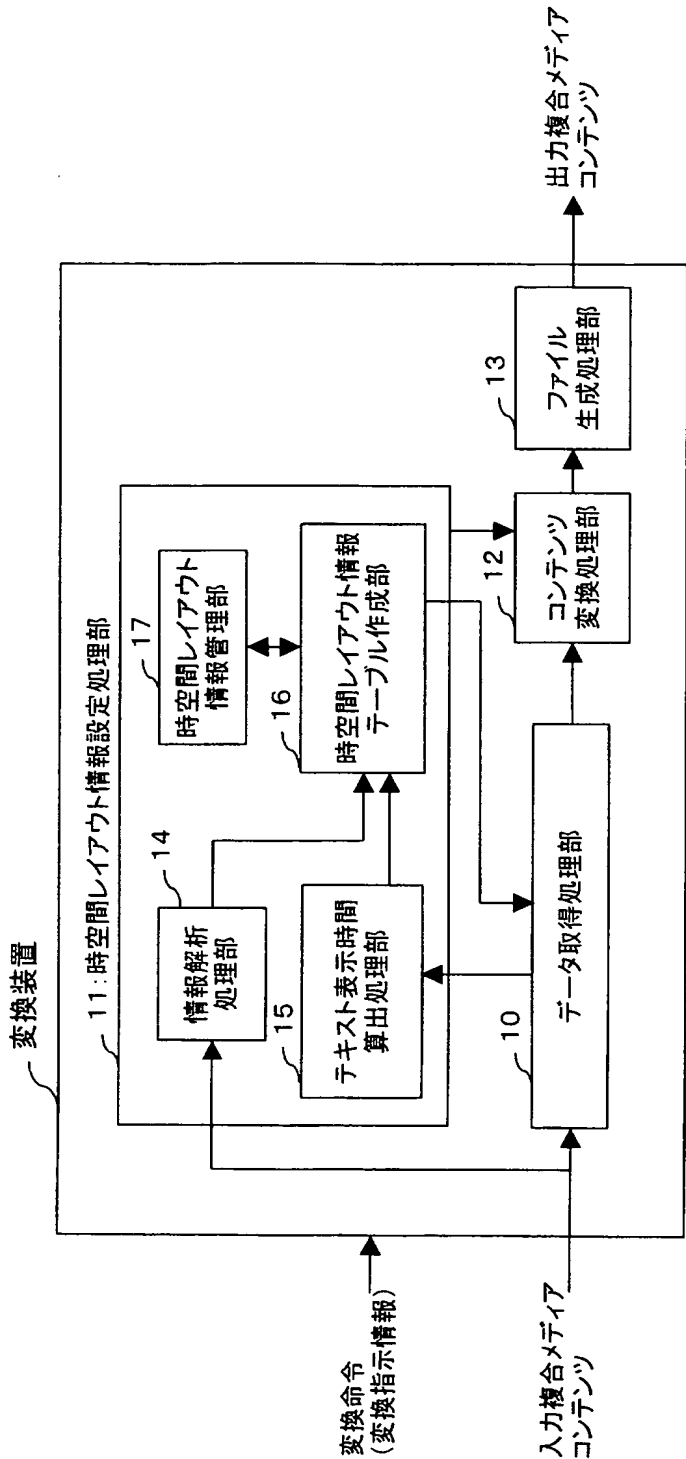 変換装置
11:時空間レイアウト情報設定処理部
14
情報解析
処理部
17
時空間レイアウト
情報管理部
15
テキスト表示時間
算出処理部
16
時空間レイアウト情報
テーブル作成部
変換命令
(変換指示情報)
入力複合メディア
コンテンツ
10
データ取得処理部
12
コンテンツ
変換処理部
13
ファイル
生成処理部
出力複合メディア
コンテンツ